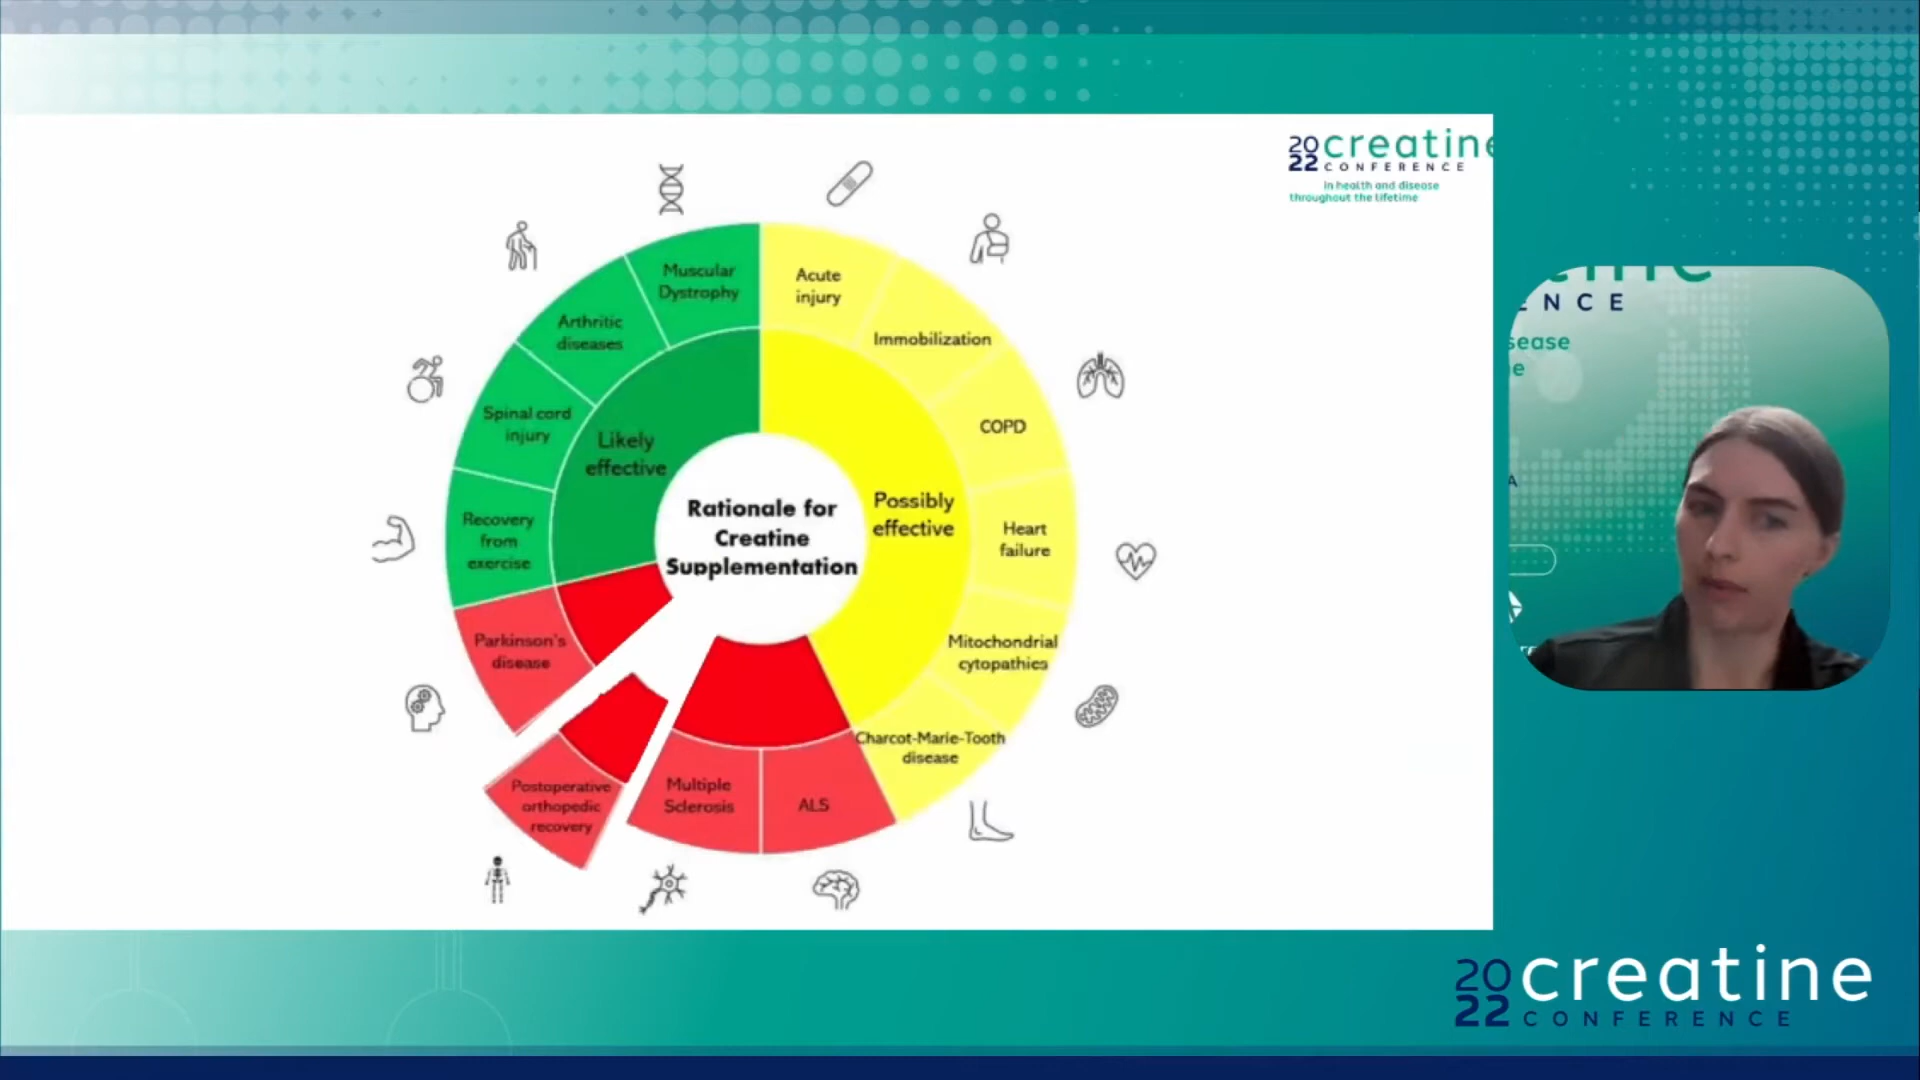 20 creatine
22 CONFERENCE
in health and disease
throughout the lifetime
Muscular
Dystrophy
Acute
injury
Arthritic
diseases
Immobilization
Spinal cord
injury
Likely
effective
COPD
Recovery
from
exercise
Rationale for
Creatine
Supplementation
Possibly
effective
Heart
failure
Parkinson's
disease
Mitochondrial
cytopathies
Charcot-Marie-Tooth
disease
Postoperative
orthopedic
recovery
Multiple
Sclerosis
ALS
ENCE
sease
e
A
20 creatine
22 CONFERENCE